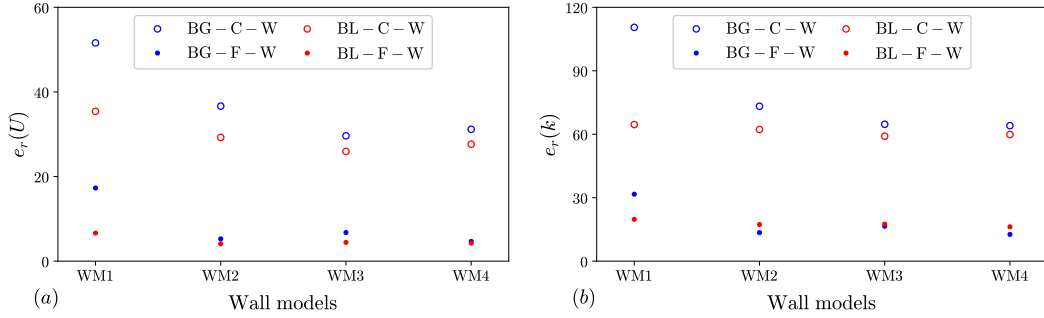 BG − C − W BL − C − W
BG − F − W BL − F − W
60
40
20
0
e_r(U)
WM1 WM2 WM3 WM4
(a) Wall models
BG − C − W BL − C − W
BG − F − W BL − F − W
120
90
60
30
0
e_r(k)
WM1 WM2 WM3 WM4
(b) Wall models